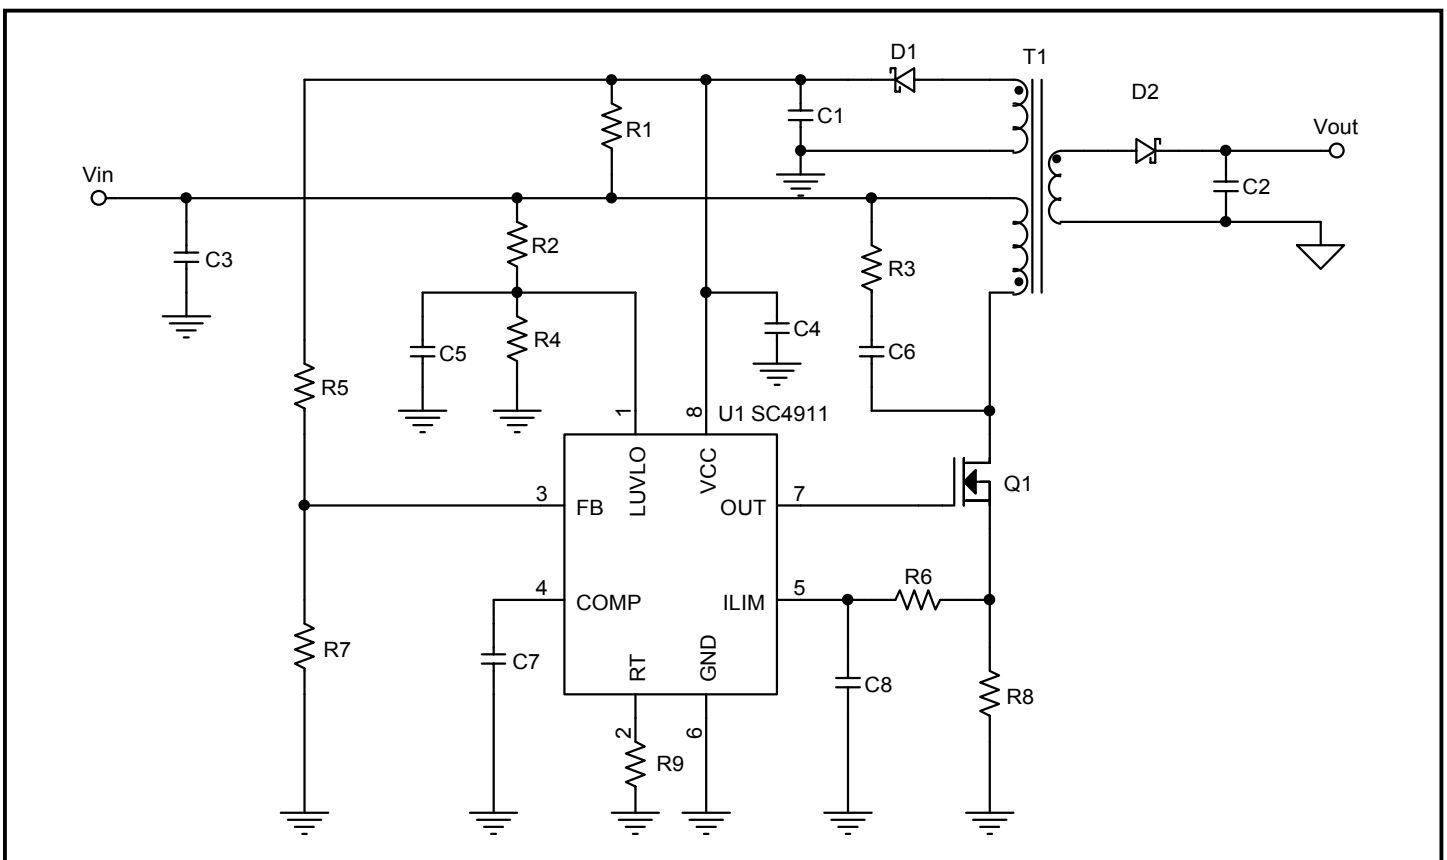 D1
T1
D2
R1
C1
Vout
Vin
C2
R2
C3
R3
C4
R4
C5
C6
R5
1
8
U1 SC4911
LUVLO
VCC
Q1
3
FB
OUT
7
R6
4
COMP
ILIM
5
R7
C7
RT
GND
C8
R8
2
6
R9